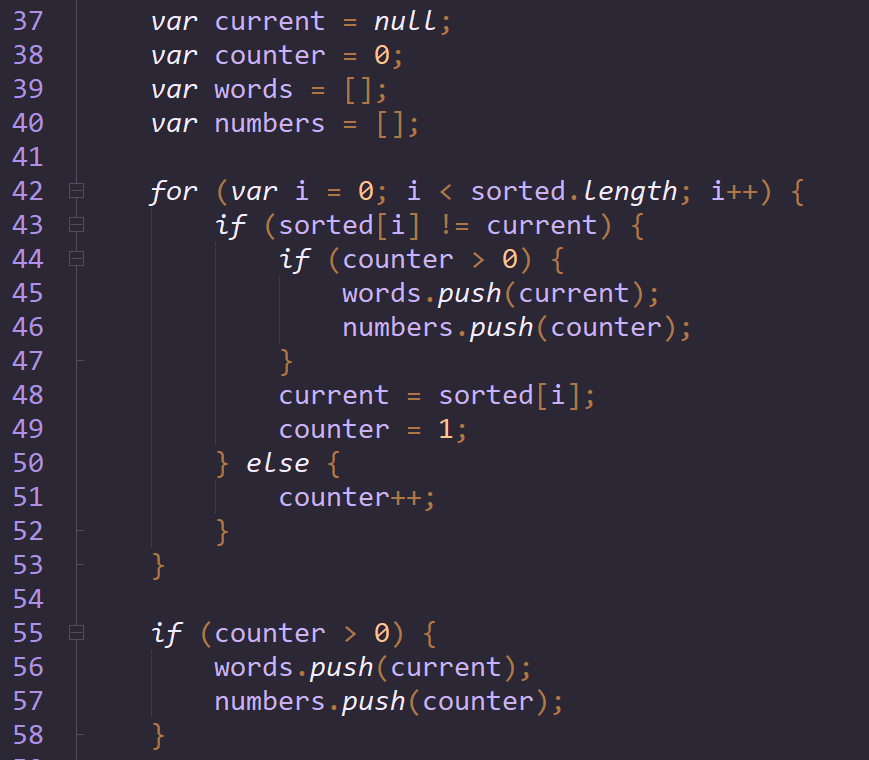 37 var current = null;
38 var counter = 0;
39 var words = [];
40 var numbers = [];
41
42 for (var i = 0; i < sorted.length; i++) {
43 if (sorted[i] != current) {
44 if (counter > 0) {
45 words.push(current);
46 numbers.push(counter);
47 }
48 current = sorted[i];
49 counter = 1;
50 } else {
51 counter++;
52 }
53 }
54
55 if (counter > 0) {
56 words.push(current);
57 numbers.push(counter);
58 }